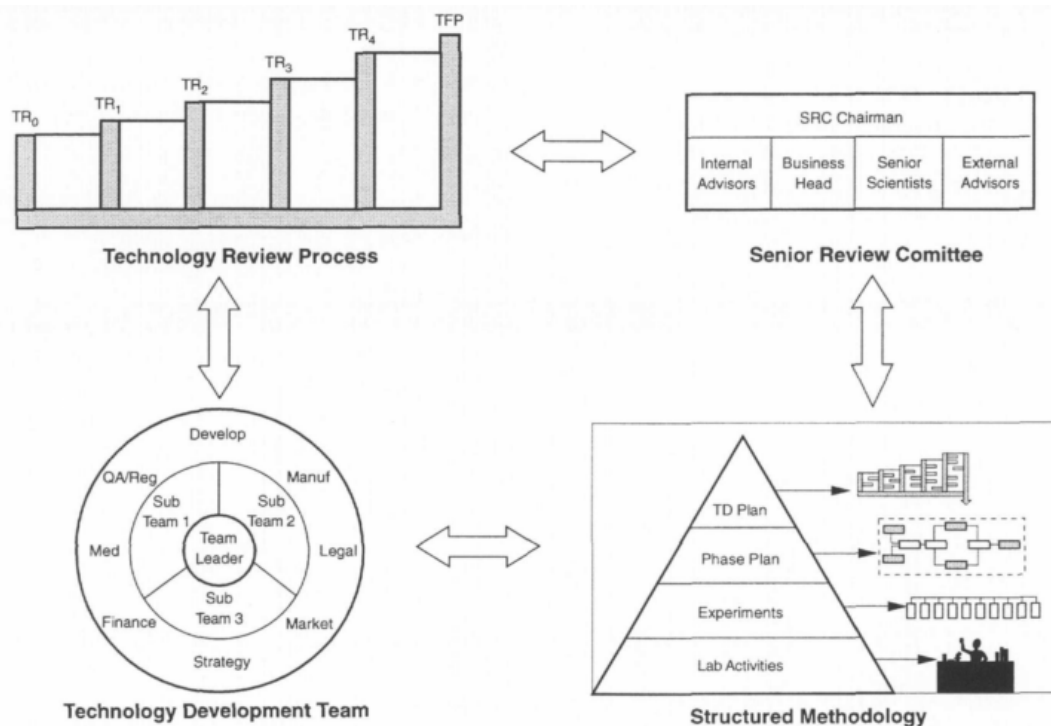 TR₀
TR₁
TR₂
TR₃
TR₄
TFP
Technology Review Process
SRC Chairman
Internal Advisors
Business Head
Senior Scientists
External Advisors
Senior Review Comittee
Develop
QA/Reg
Manuf
Sub Team 1
Sub Team 2
Team Leader
Med
Legal
Sub Team 3
Finance
Market
Strategy
Technology Development Team
TD Plan
Phase Plan
Experiments
Lab Activities
Structured Methodology